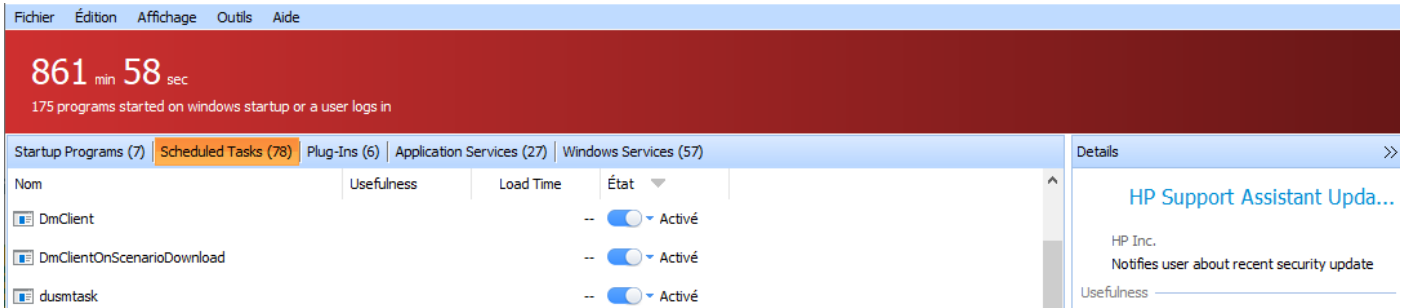 Fichier Édition Affichage Outils Aide
861 min 58 sec
175 programs started on windows startup or a user logs in
Startup Programs (7) Scheduled Tasks (78) Plug-Ins (6) Application Services (27) Windows Services (57)
Details
Nom Usefulness Load Time État
DmClient -- Activé
DmClientOnScenarioDownload -- Activé
dusmtask -- Activé
HP Support Assistant Upda...
HP Inc.
Notifies user about recent security update
Usefulness